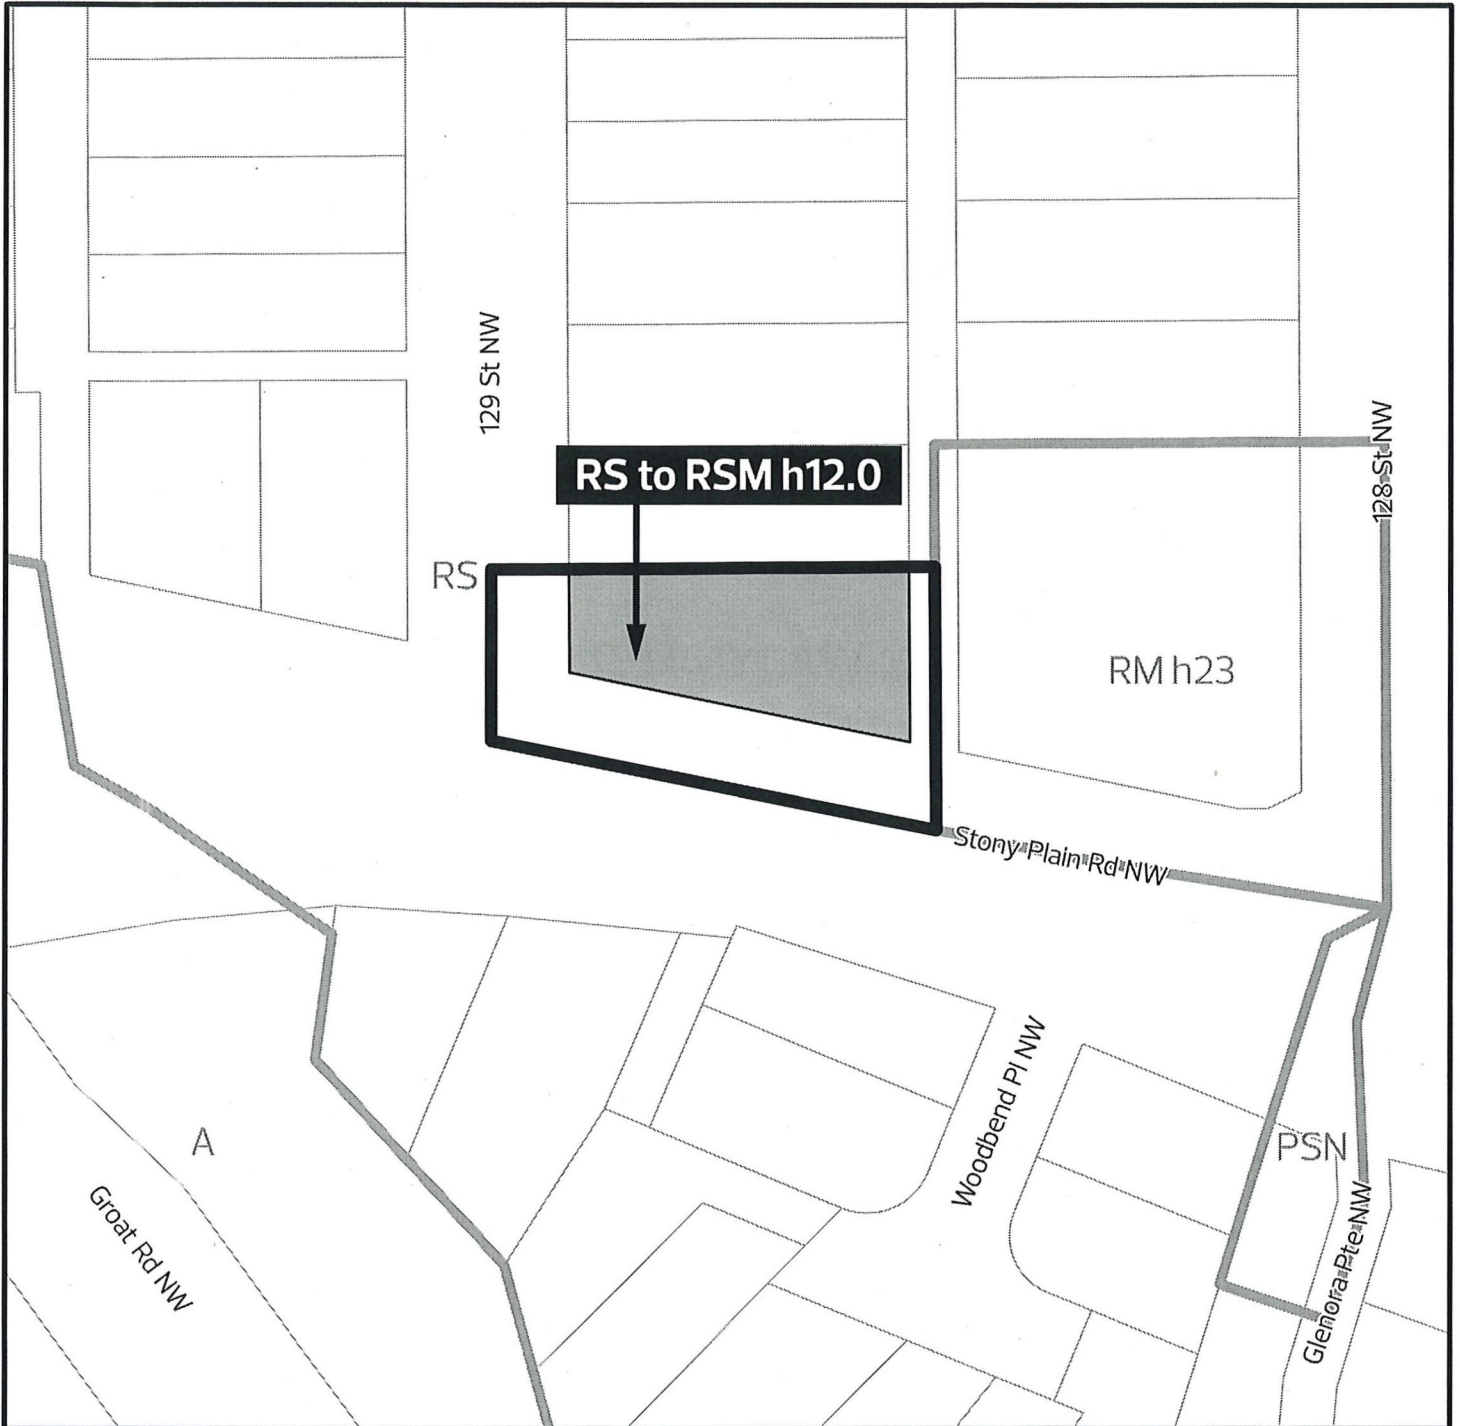 129 St NW
128 St NW
RS to RSM h12.0
RS
RM h23
Stony Plain Rd NW
Woodbend Pl NW
A
PSN
Groat Rd NW
Glenora Pte NW